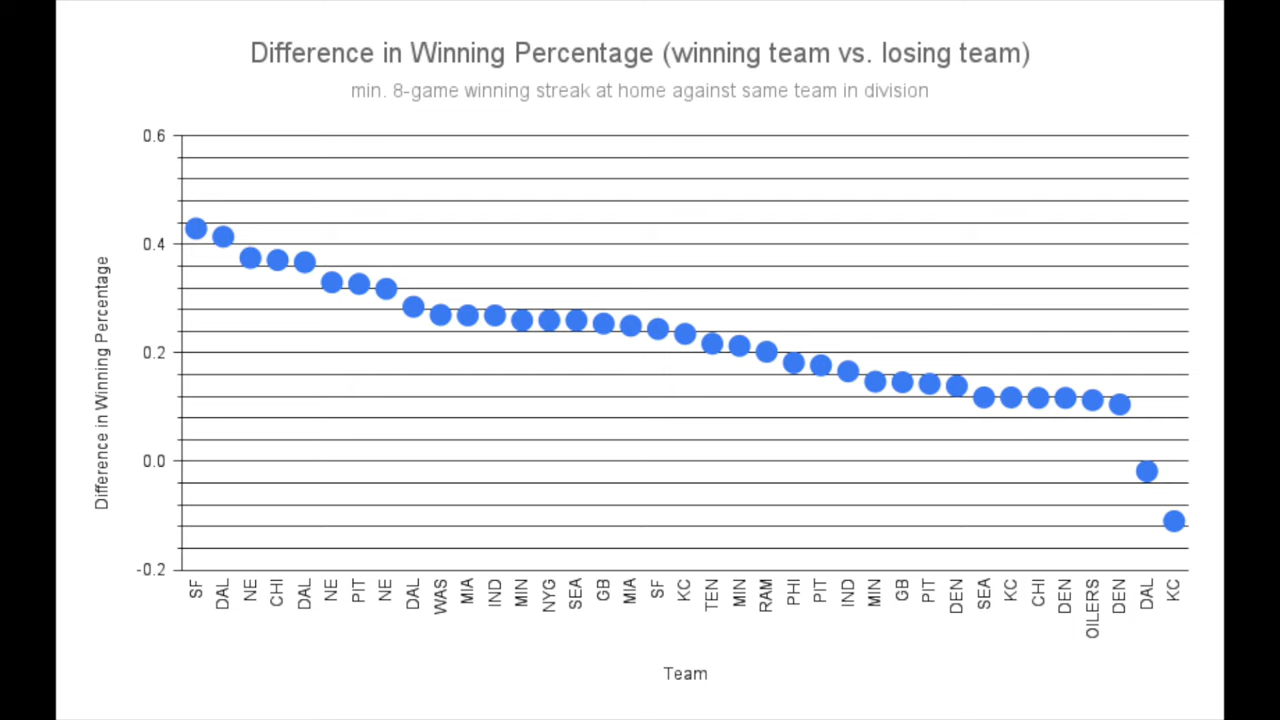 Difference in Winning Percentage (winning team vs. losing team)
min. 8-game winning streak at home against same team in division
Difference in Winning Percentage
0.6
0.4
0.2
0.0
-0.2
SF DAL NE CHI DAL NE PIT NE DAL WAS MIA IND MIN NYG SEA GB MIA SF KC TEN MIN RAM PHI PIT IND MIN GB PIT DEN SEA KC CHI DEN OILERS DEN DAL KC
Team